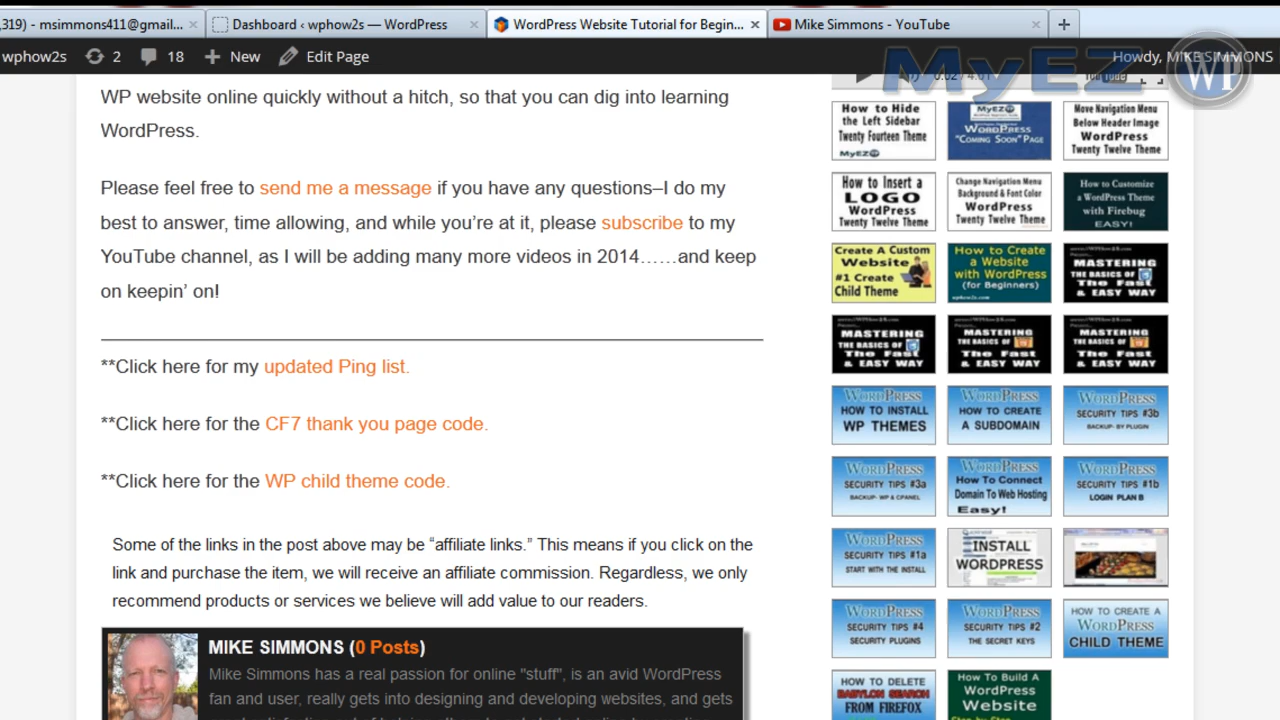 ,319) - msimmons411@gmail... ×
Dashboard ‹ wphow2s — WordPress ×
WordPress Website Tutorial for Begin... ×
Mike Simmons - YouTube ×
+
wphow2s 2 18 + New Edit Page
Howdy, MIKE SIMMONS
MyEZ WP
WP website online quickly without a hitch, so that you can dig into learning
WordPress.
Please feel free to send me a message if you have any questions–I do my
best to answer, time allowing, and while you're at it, please subscribe to my
YouTube channel, as I will be adding many more videos in 2014……and keep
on keepin' on!
**Click here for my updated Ping list.
**Click here for the CF7 thank you page code.
**Click here for the WP child theme code.
Some of the links in the post above may be “affiliate links.” This means if you click on the
link and purchase the item, we will receive an affiliate commission. Regardless, we only
recommend products or services we believe will add value to our readers.
MIKE SIMMONS (0 Posts)
Mike Simmons has a real passion for online "stuff", is an avid WordPress
fan and user, really gets into designing and developing websites, and gets
How to Hide
the Left Sidebar
Twenty Fourteen Theme
MyEZ
MyEZ
WORDPRESS
"COMING SOON" PAGE
Move Navigation Menu
Below Header Image
WordPress
Twenty Twelve Theme
How to Insert a
LOGO
WordPress
Twenty Twelve Theme
Change Navigation Menu
Background & Font Color
WordPress
Twenty Twelve Theme
How to Customize
a WordPress Theme
with Firebug
EASY!
Create A Custom
Website
#1 Create
Child Theme
How to Create
a Website
with WordPress
(for Beginners)
wphow2s.com
MASTERING
THE BASICS OF
The Fast
& EASY WAY
MASTERING
THE BASICS OF
The Fast
& EASY WAY
MASTERING
THE BASICS OF
The Fast
& EASY WAY
MASTERING
THE BASICS OF
The Fast
& EASY WAY
WORDPRESS
HOW TO INSTALL
WP THEMES
WORDPRESS
HOW TO CREATE
A SUBDOMAIN
WORDPRESS
SECURITY TIPS #3b
BACKUP- BY PLUGIN
WORDPRESS
SECURITY TIPS #3a
BACKUP- WP & CPANEL
WORDPRESS
How To Connect
Domain To Web Hosting
Easy!
WORDPRESS
SECURITY TIPS #1b
LOGIN PLAN B
WORDPRESS
SECURITY TIPS #1a
START WITH THE INSTALL
INSTALL
WORDPRESS
WORDPRESS
SECURITY TIPS #4
SECURITY PLUGINS
WORDPRESS
SECURITY TIPS #2
THE SECRET KEYS
HOW TO CREATE A
WORDPRESS
CHILD THEME
HOW TO DELETE
BABYLON SEARCH
FROM FIREFOX
How To Build A
WordPress
Website